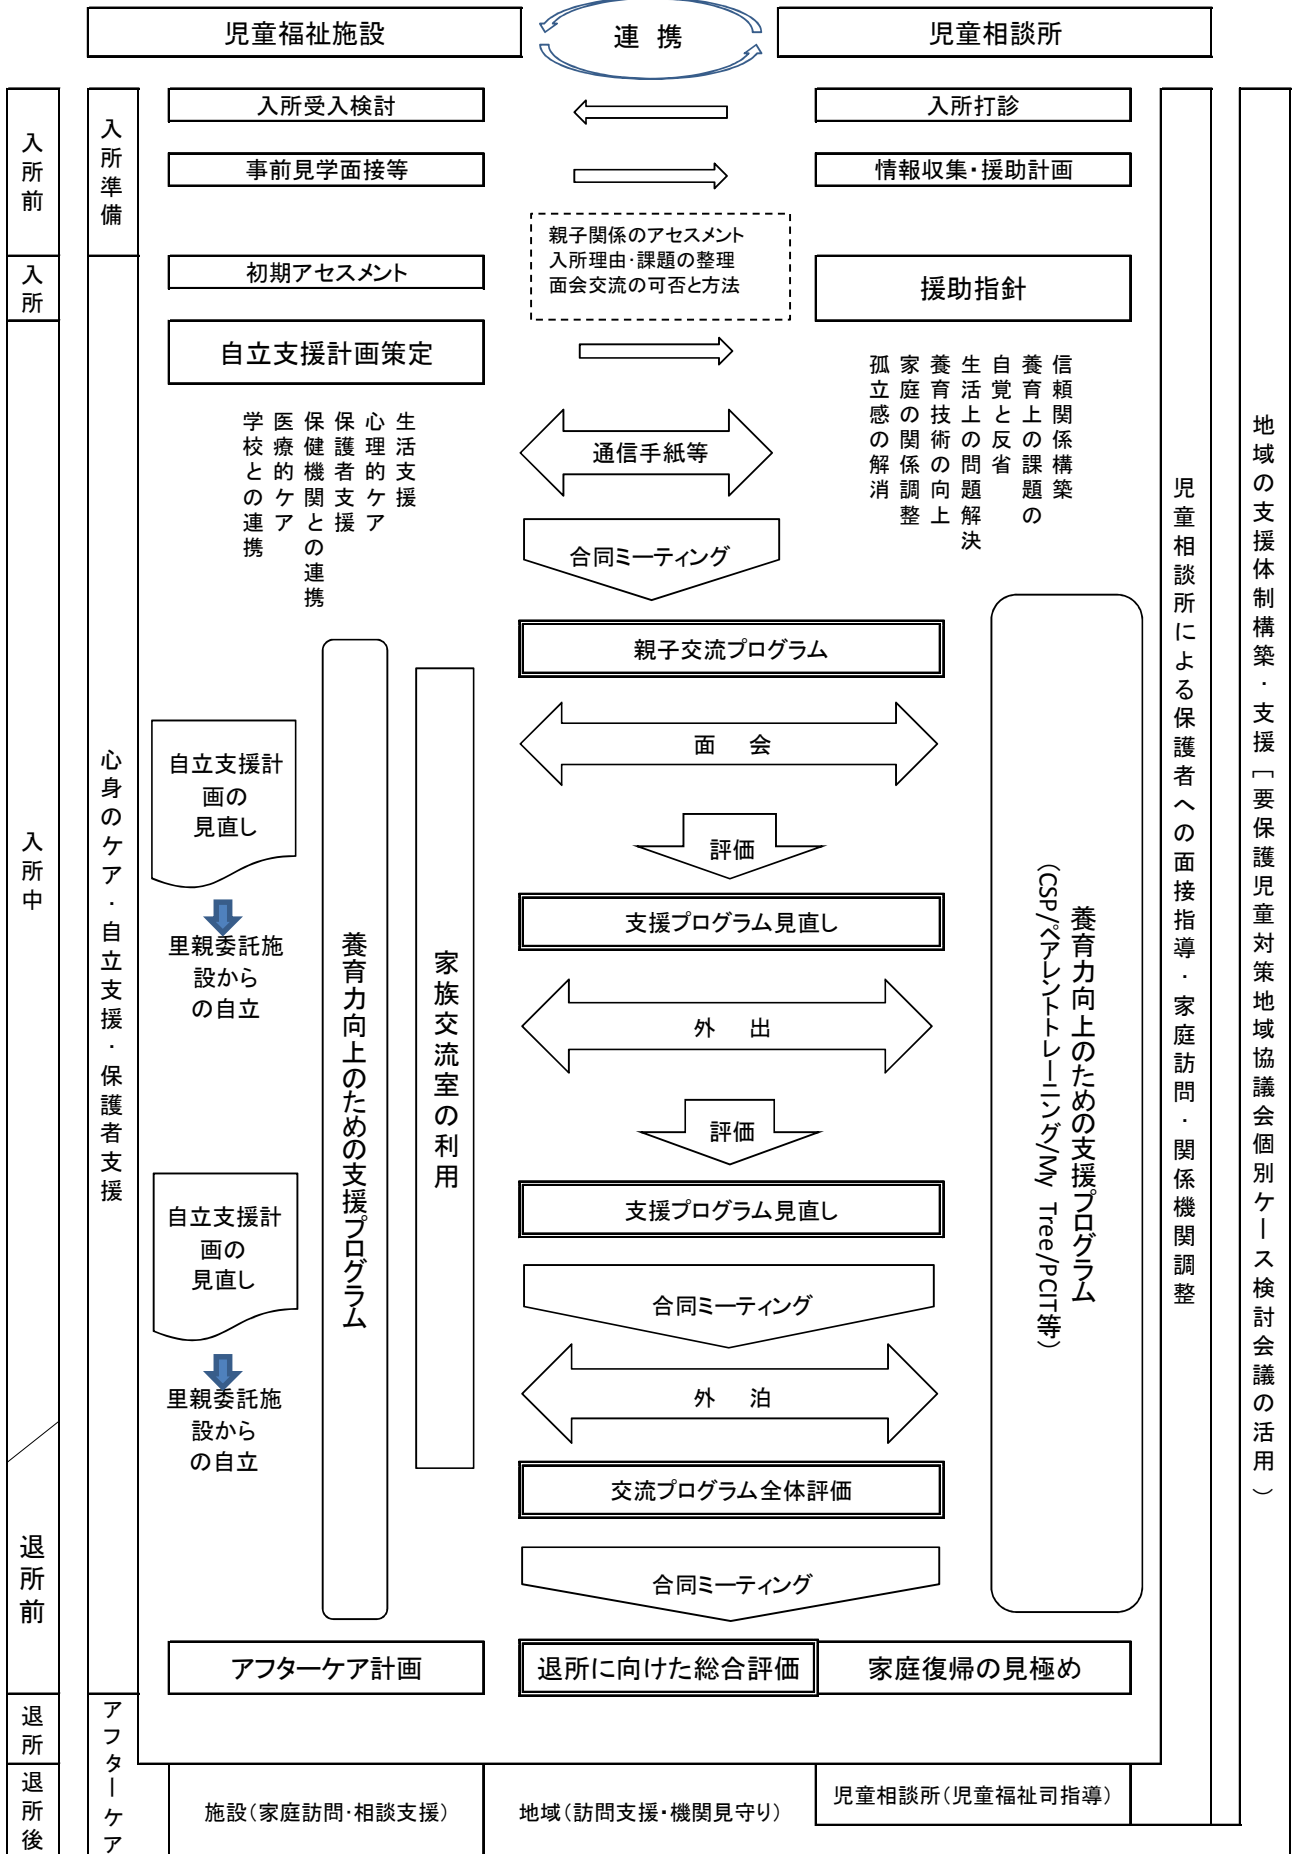 児童福祉施設
連 携
児童相談所
入所前
入所
入所中
退所前
退所
退所後
入所準備
心身のケア・自立支援・保護者支援
アフターケア
入所受入検討
入所打診
事前見学面接等
情報収集・援助計画
親子関係のアセスメント
入所理由・課題の整理
面会交流の可否と方法
初期アセスメント
援助指針
自立支援計画策定
生活支援
心理的ケア
保護者支援
保健機関との連携
医療的ケア
学校との連携
通信手紙等
信頼関係構築
養育上の課題の
自覚と反省
生活上の問題解決
養育技術の向上
家庭の関係調整
孤立感の解消
合同ミーティング
親子交流プログラム
面 会
評価
支援プログラム見直し
外 出
評価
支援プログラム見直し
合同ミーティング
外 泊
交流プログラム全体評価
合同ミーティング
自立支援計
画の
見直し
里親委託施
設から
の自立
自立支援計
画の
見直し
里親委託施
設から
の自立
養育力向上のための支援プログラム
家族交流室の利用
養育力向上のための支援プログラム
(CSP/ペアレントトレーニング/My Tree/PCIT等)
児童相談所による保護者への面接指導・家庭訪問・関係機関調整
地域の支援体制構築・支援［要保護児童対策地域協議会個別ケース検討会議の活用）
アフターケア計画
退所に向けた総合評価
家庭復帰の見極め
施設(家庭訪問・相談支援)
地域(訪問支援・機関見守り)
児童相談所(児童福祉司指導)